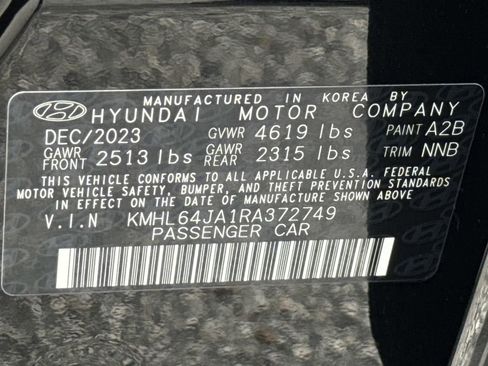 MANUFACTURED IN KOREA BY
HYUNDAI MOTOR COMPANY
DEC/2023 GVWR 4619 lbs PAINT A2B
GAWR FRONT 2513 lbs GAWR REAR 2315 lbs TRIM NNB
THIS VEHICLE CONFORMS TO ALL APPLICABLE U.S.A. FEDERAL
MOTOR VEHICLE SAFETY, BUMPER, AND THEFT PREVENTION STANDARDS
IN EFFECT ON THE DATE OF MANUFACTURE SHOWN ABOVE
V.I.N KMHL64JA1RA372749
PASSENGER CAR